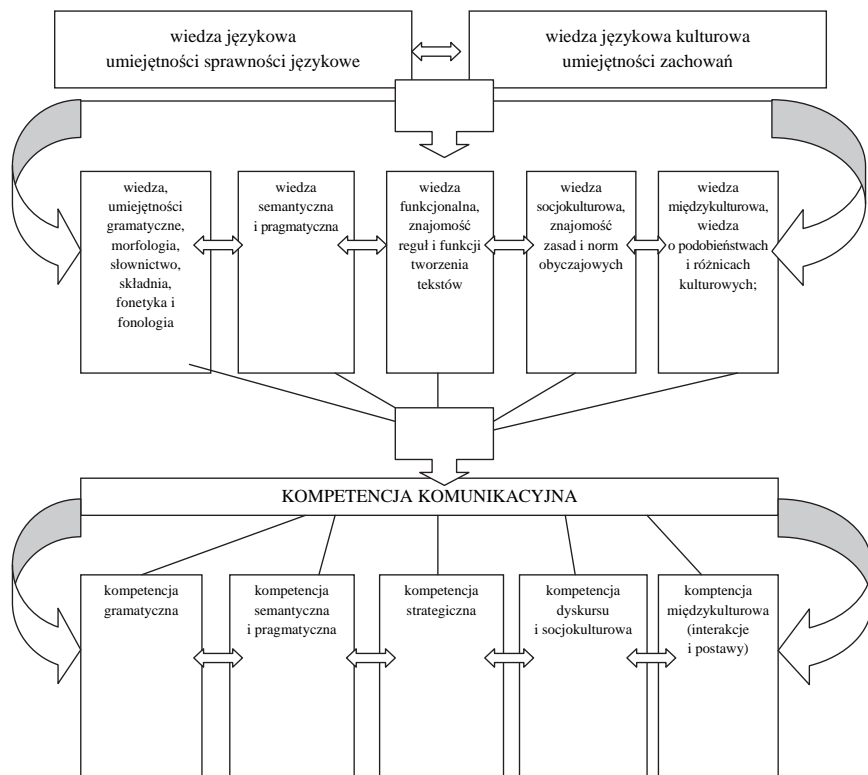 wiedza językowa
umiejętności sprawności językowe
wiedza językowa kulturowa
umiejętności zachowań
wiedza,
umiejętności
gramatyczne,
morfologia,
słownictwo,
składnia,
fonetyka i
fonologia
wiedza
semantyczna
i pragmatyczna
wiedza
funkcjonalna,
znajomość
reguł i funkcji
tworzenia
tekstów
wiedza
socjokulturowa,
znajomość
zasad i norm
obyczajowych
wiedza
międzykulturowa,
wiedza
o podobieństwach
i różnicach
kulturowych;
KOMPETENCJA KOMUNIKACYJNA
kompetencja
gramatyczna
kompetencja
semantyczna
i pragmatyczna
kompetencja
strategiczna
kompetencja
dyskursu
i socjokulturowa
komptencja
międzykulturowa
(interakcje
i postawy)